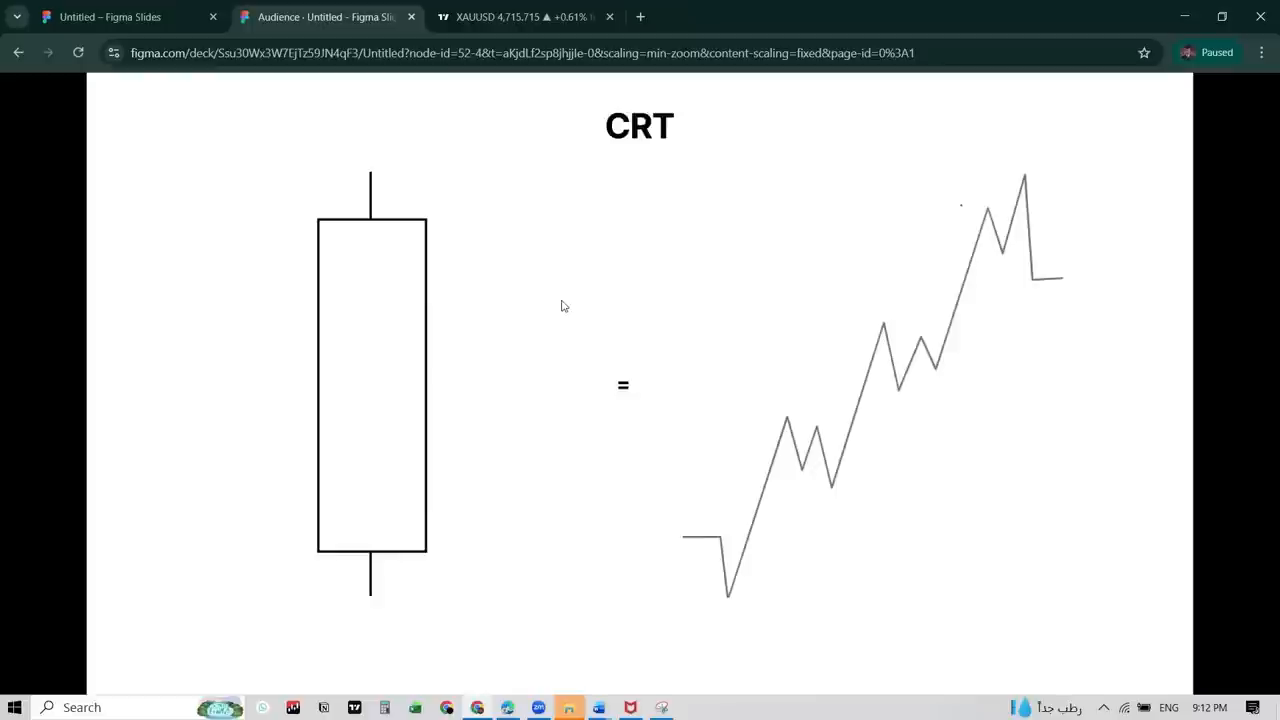 Untitled – Figma Slides
Audience · Untitled – Figma Sli
XAUUSD 4,715.715 ▲ +0.61%
figma.com/deck/Ssu30Wx3W7EjTz59JN4qF3/Untitled?node-id=52-4&t=aKjdLf2sp8jhjjIe-0&scaling=min-zoom&content-scaling=fixed&page-id=0%3A1
Paused
CRT
=
Search
رطب جداً
ENG
9:12 PM